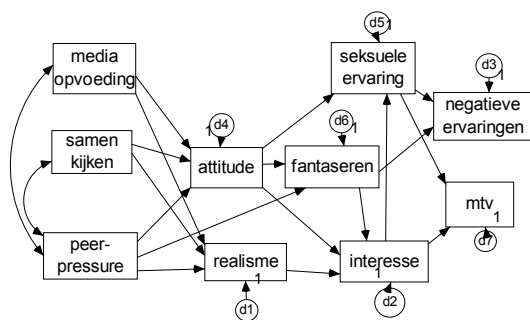 d5
1
media
opvoeding
seksuele
ervaring
d3
1
negatieve
ervaringen
samen
kijken
d4
1
attitude
d6
1
fantaseren
mtv
1
d7
peer-
pressure
realisme
1
d1
interesse
1
d2